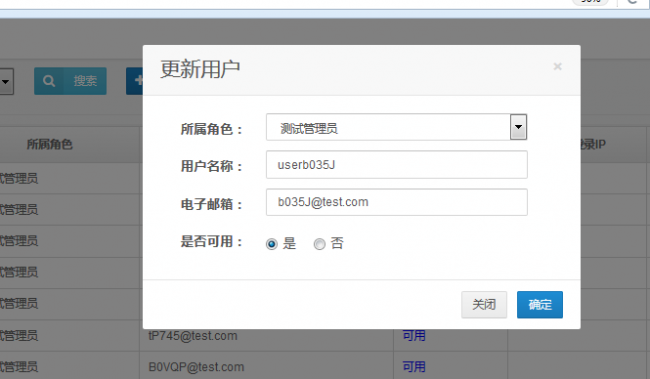 搜索
更新用户
×
所属角色
登录IP
所属角色：
测试管理员
用户名称：
userb035J
电子邮箱：
b035J@test.com
是否可用：
是 否
关闭 确定
试管理员
试管理员
试管理员
试管理员
试管理员
试管理员 tP745@test.com 可用
试管理员 B0VQP@test.com 可用